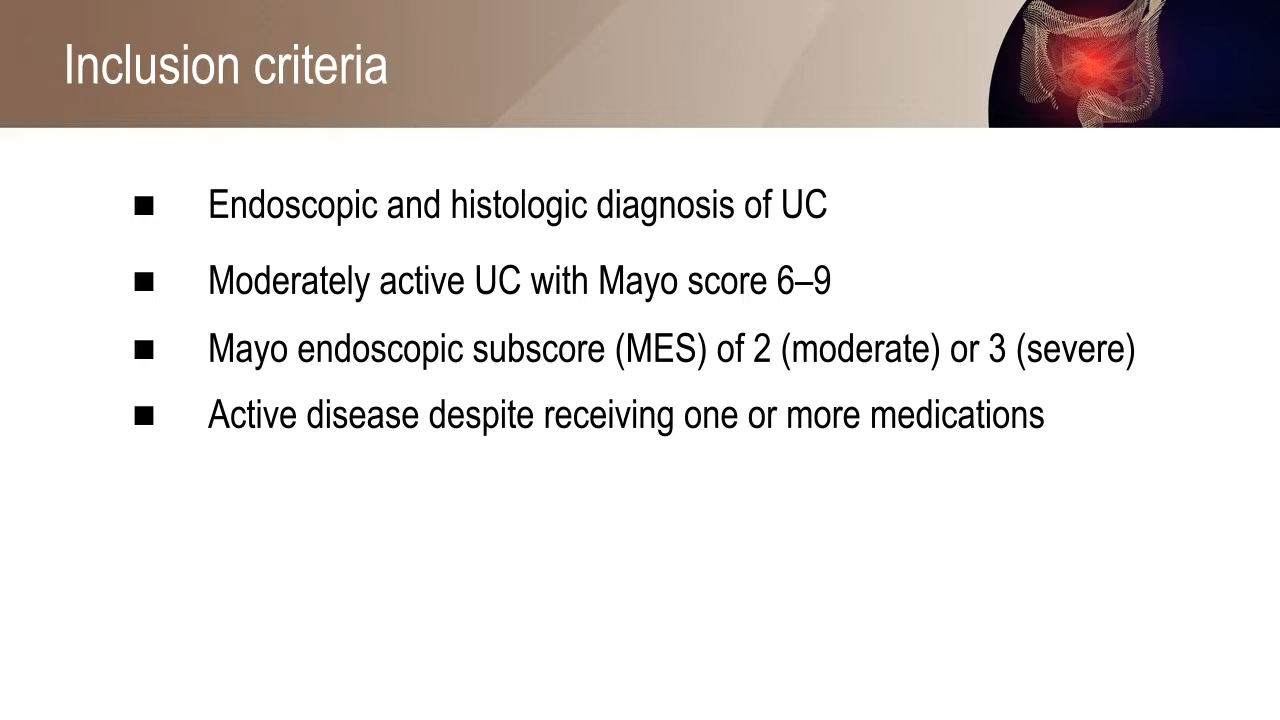 Inclusion criteria
■ Endoscopic and histologic diagnosis of UC
■ Moderately active UC with Mayo score 6–9
■ Mayo endoscopic subscore (MES) of 2 (moderate) or 3 (severe)
■ Active disease despite receiving one or more medications